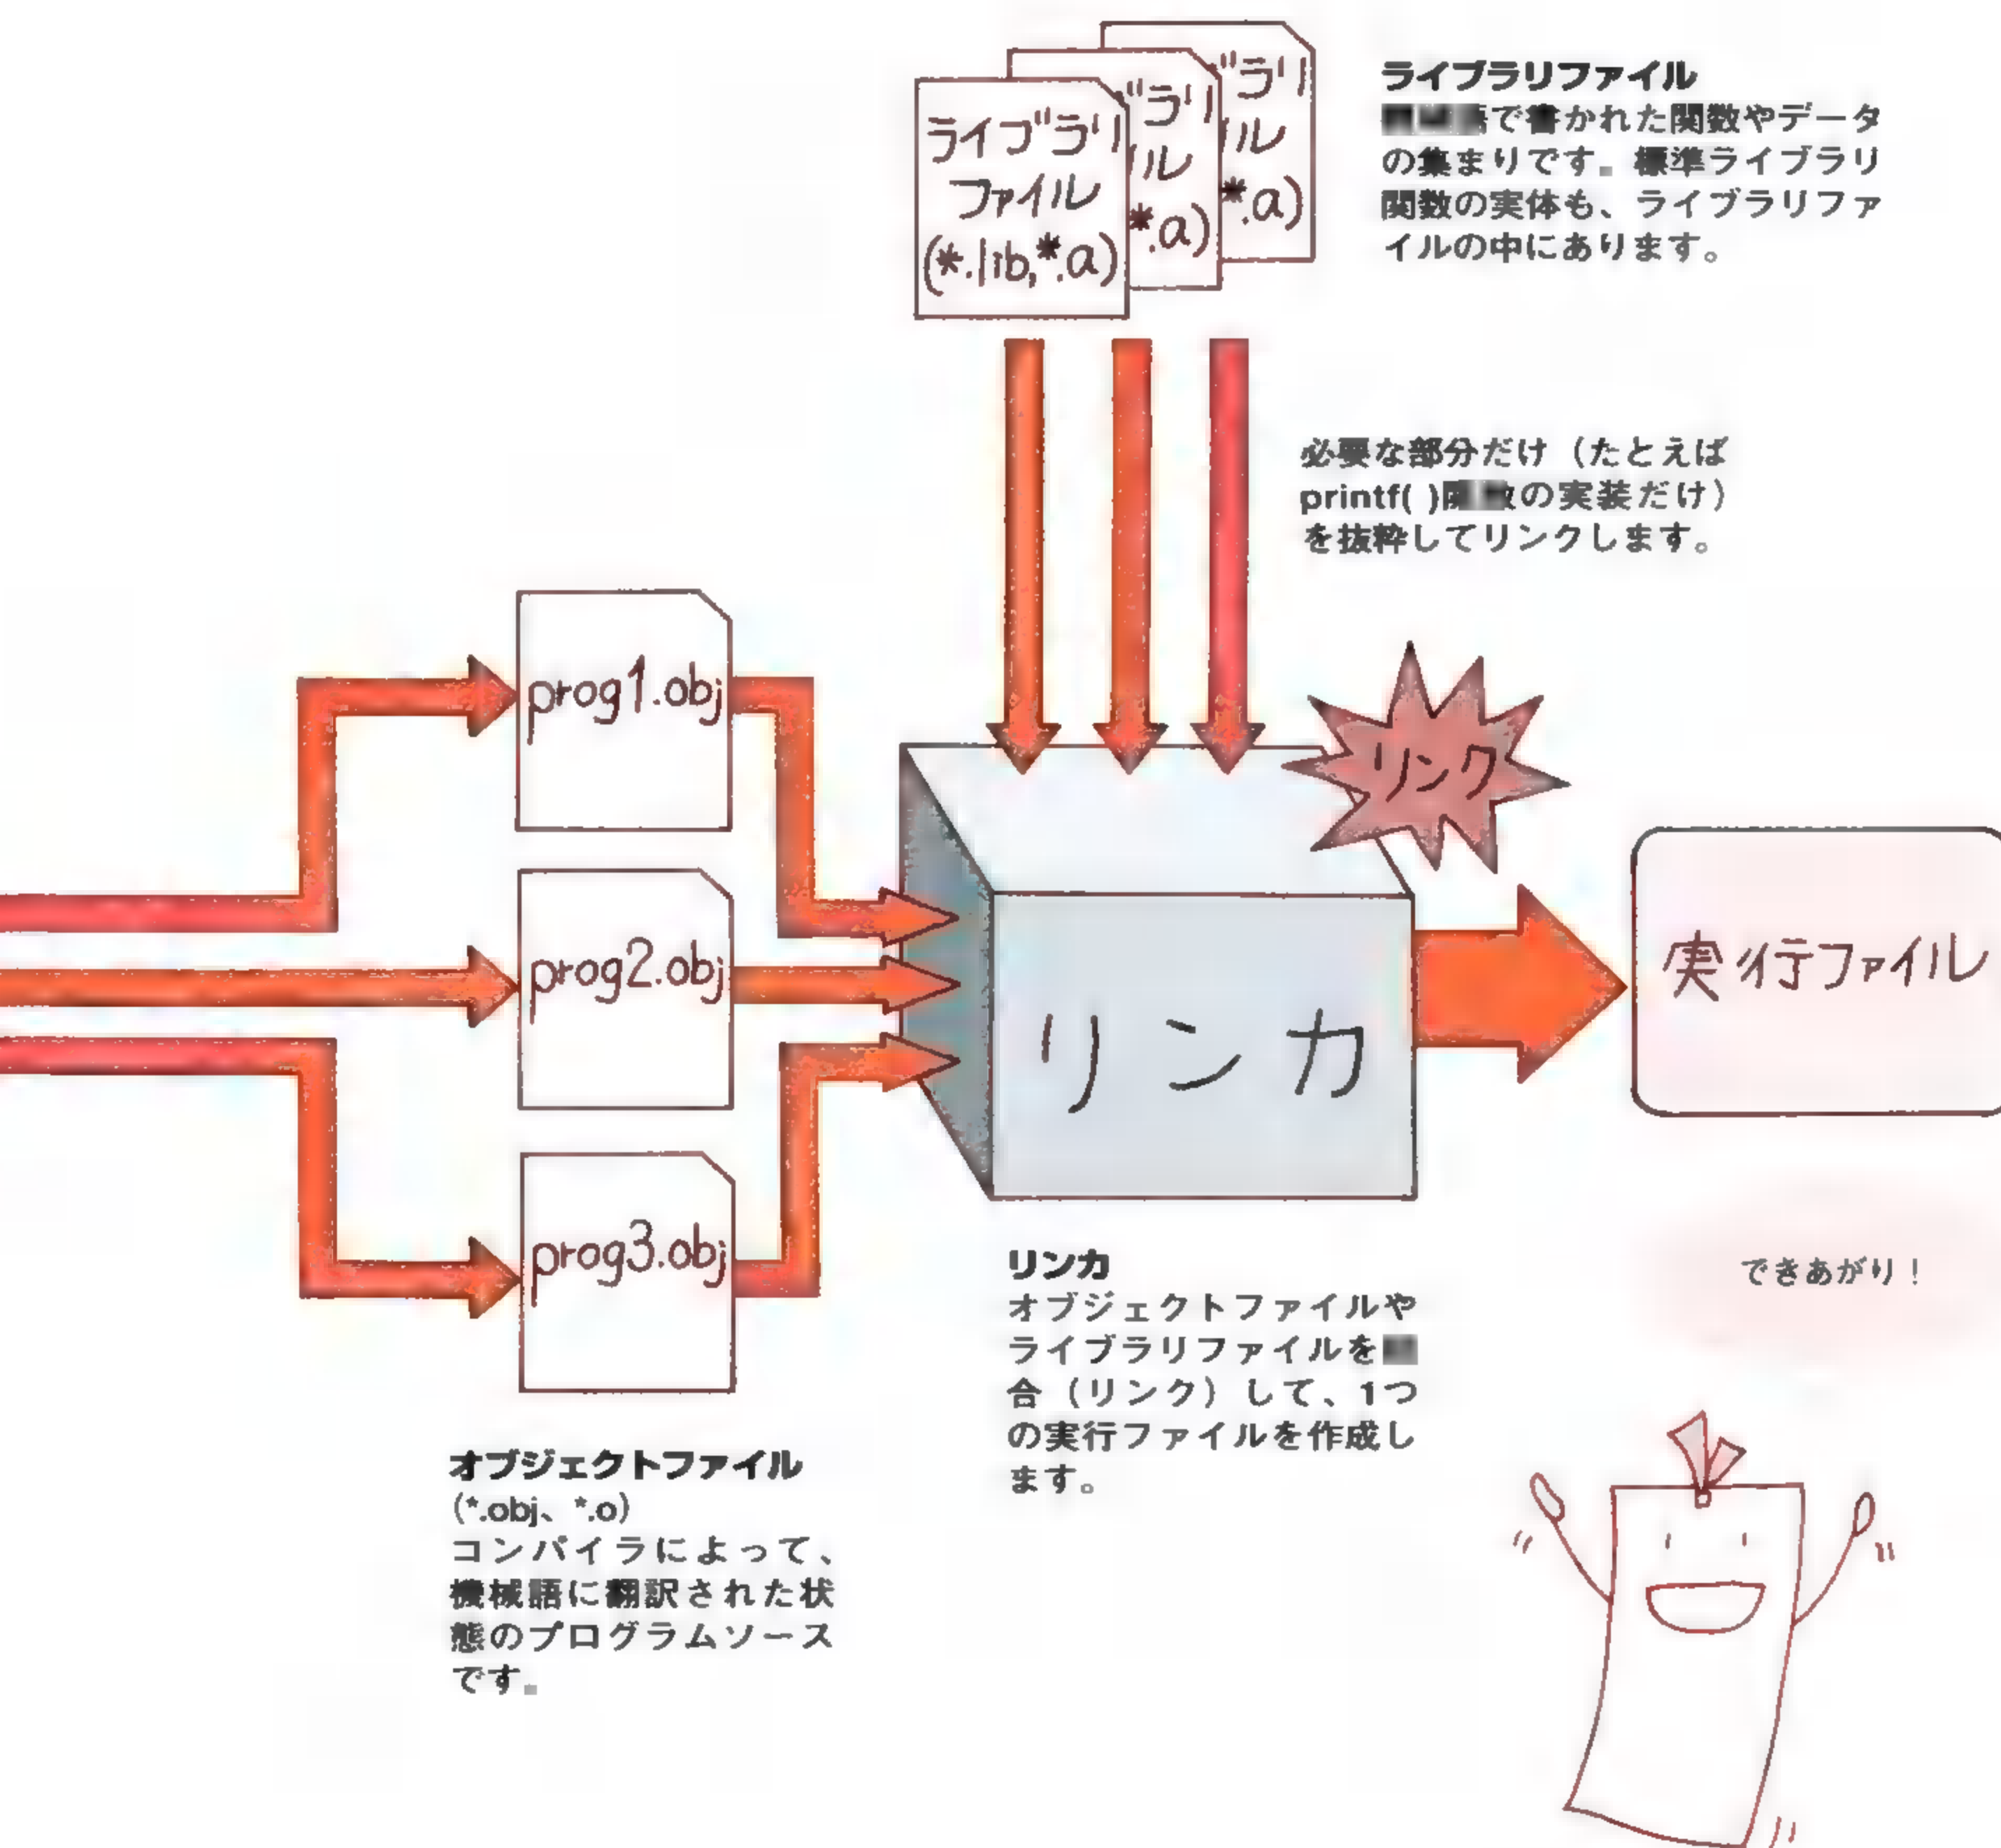 ライブラリ
ファイル
(*.lib,*.a)
ブラリ
イル
*.a)
ブラリ
イル
*.a)
ライブラリファイル
で書かれた関数やデータ
の集まりです。標準ライブラリ
関数の実体も、ライブラリファ
イルの中にあります。
必要な部分だけ（たとえば
printf( )の実装だけ）
を抜粋してリンクします。
prog1.obj
prog2.obj
prog3.obj
リンク
リンカ
実行ファイル
できあがり！
リンカ
オブジェクトファイルや
ライブラリファイルを
合（リンク）して、1つ
の実行ファイルを作成し
ます。
オブジェクトファイル
(*.obj、*.o)
コンパイラによって、
機械語に翻訳された状
態のプログラムソース
です。